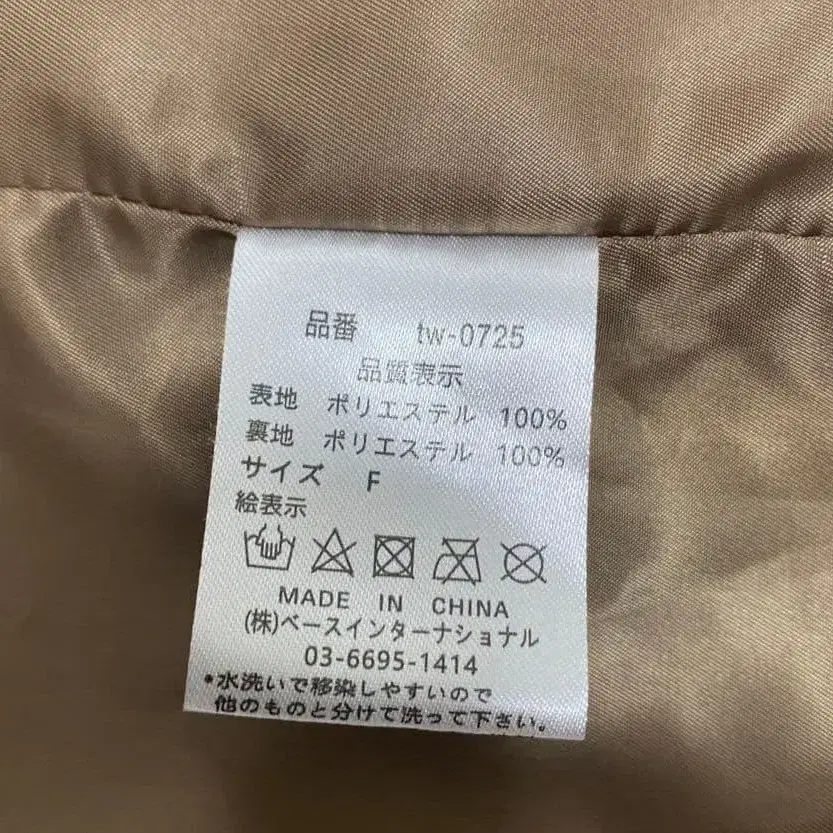 品番 tw-0725
品質表示
表地 ポリエステル 100%
裏地 ポリエステル 100%
サイズ F
絵表示
MADE IN CHINA
(株)ベースインターナショナル
03-6695-1414
*水洗いで移染しやすいので
他のものと分けて洗って下さい。